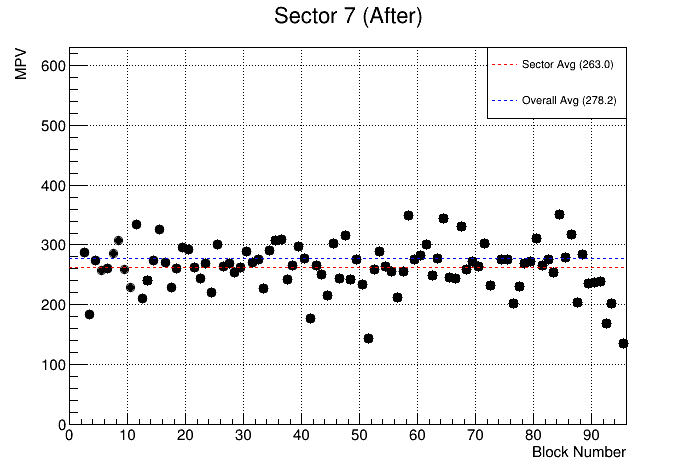 Sector 7 (After)
MPV
600
500
400
300
200
100
0
Sector Avg (263.0)
Overall Avg (278.2)
0 10 20 30 40 50 60 70 80 90
Block Number